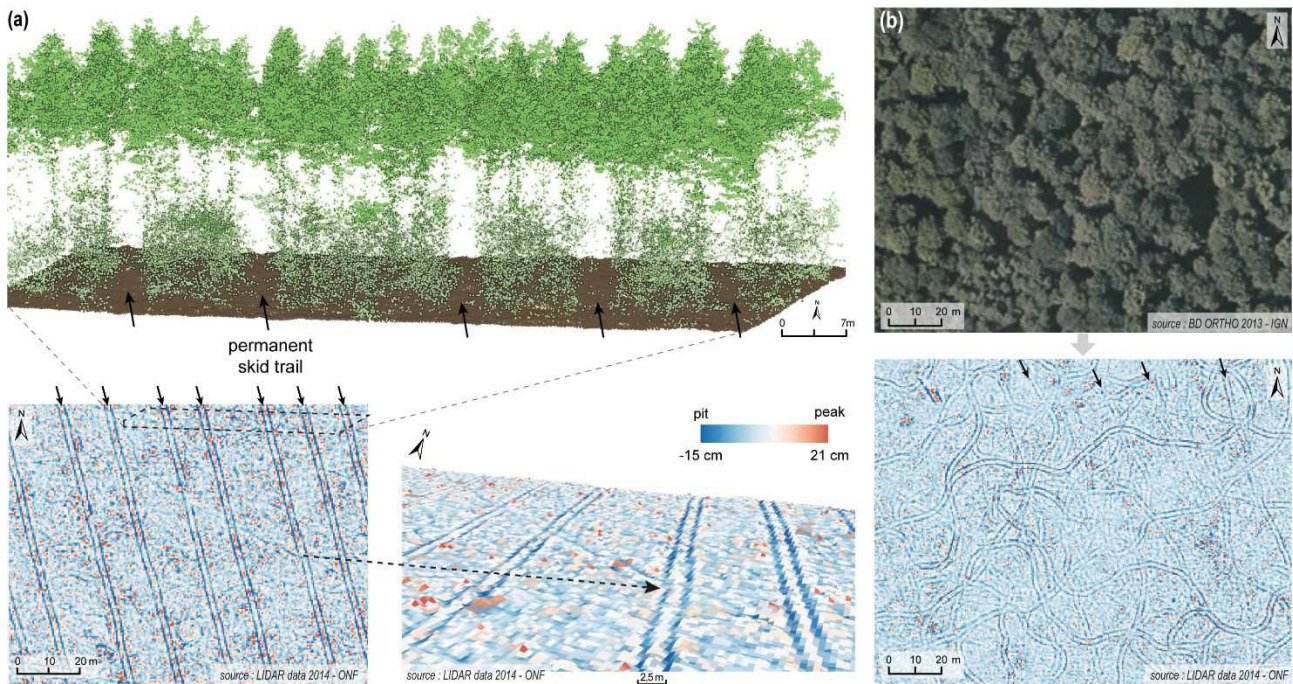 (a)
N
0 7m
permanent
skid trail
N
0 10 20 m
source : LIDAR data 2014 - ONF
N
pit peak
-15 cm 21 cm
2.5 m
source : LIDAR data 2014 - ONF
(b)
N
0 10 20 m
source : BD ORTHO 2013 - IGN
N
0 10 20 m
source : LIDAR data 2014 - ONF